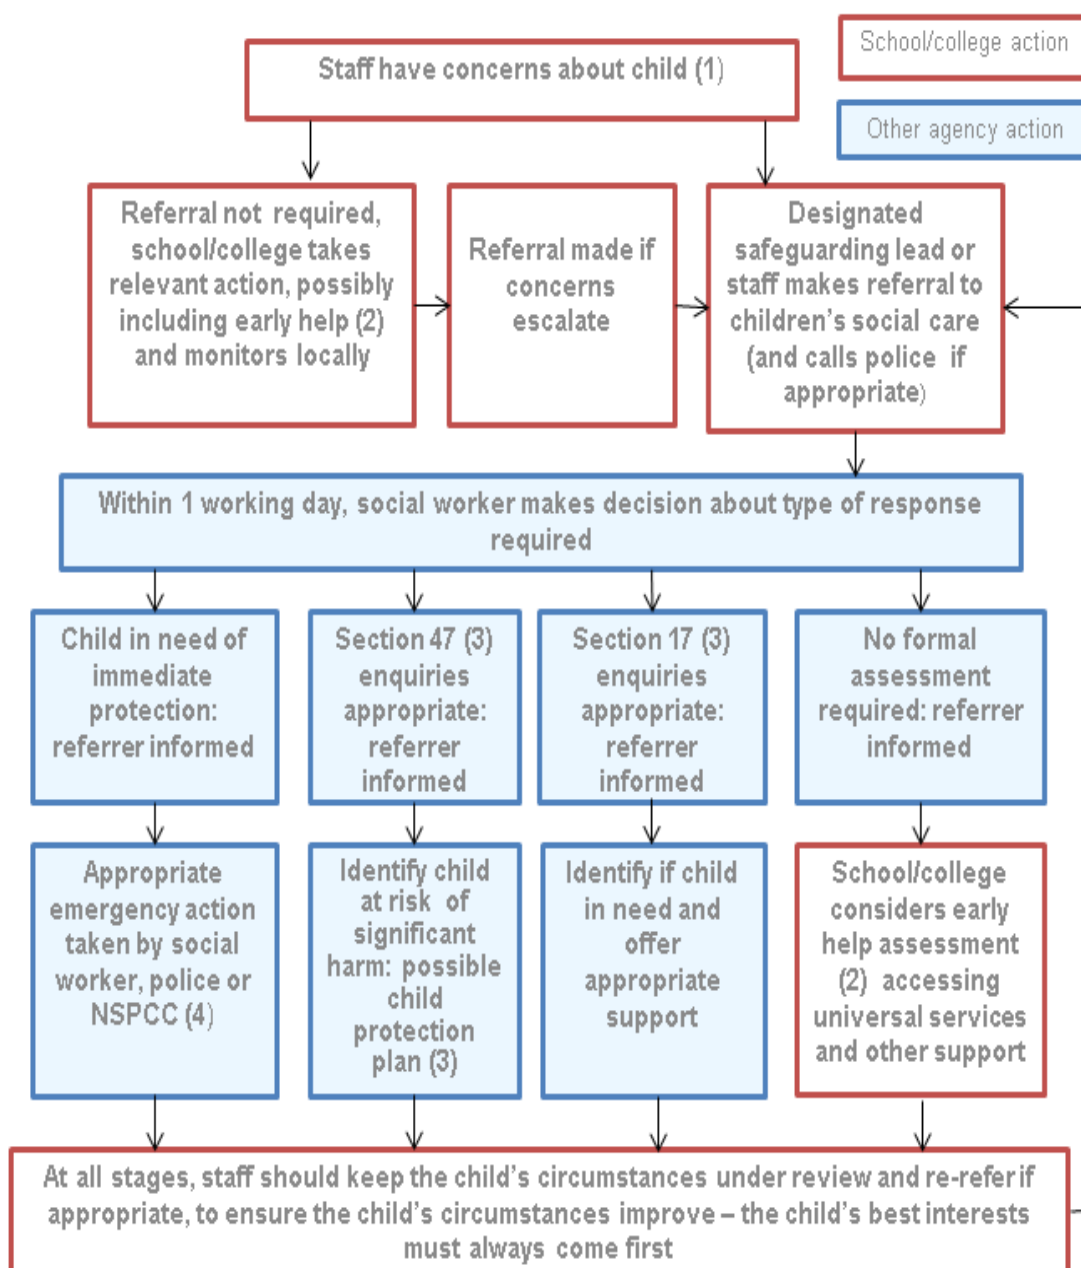 School/college action
Staff have concerns about child (1)
Other agency action
Referral not required,
school/college takes
relevant action, possibly
including early help (2)
and monitors locally
Referral made if
concerns
escalate
Designated
safeguarding lead or
staff makes referral to
children’s social care
(and calls police if
appropriate)
Within 1 working day, social worker makes decision about type of response
required
Child in need of
immediate
protection:
referrer informed
Section 47 (3)
enquiries
appropriate:
referrer
informed
Section 17 (3)
enquiries
appropriate:
referrer
informed
No formal
assessment
required: referrer
informed
Appropriate
emergency action
taken by social
worker, police or
NSPCC (4)
Identify child
at risk of
significant
harm: possible
child
protection
plan (3)
Identify if child
in need and
offer
appropriate
support
School/college
considers early
help assessment
(2) accessing
universal services
and other support
At all stages, staff should keep the child’s circumstances under review and re-refer if
appropriate, to ensure the child’s circumstances improve – the child’s best interests
must always come first